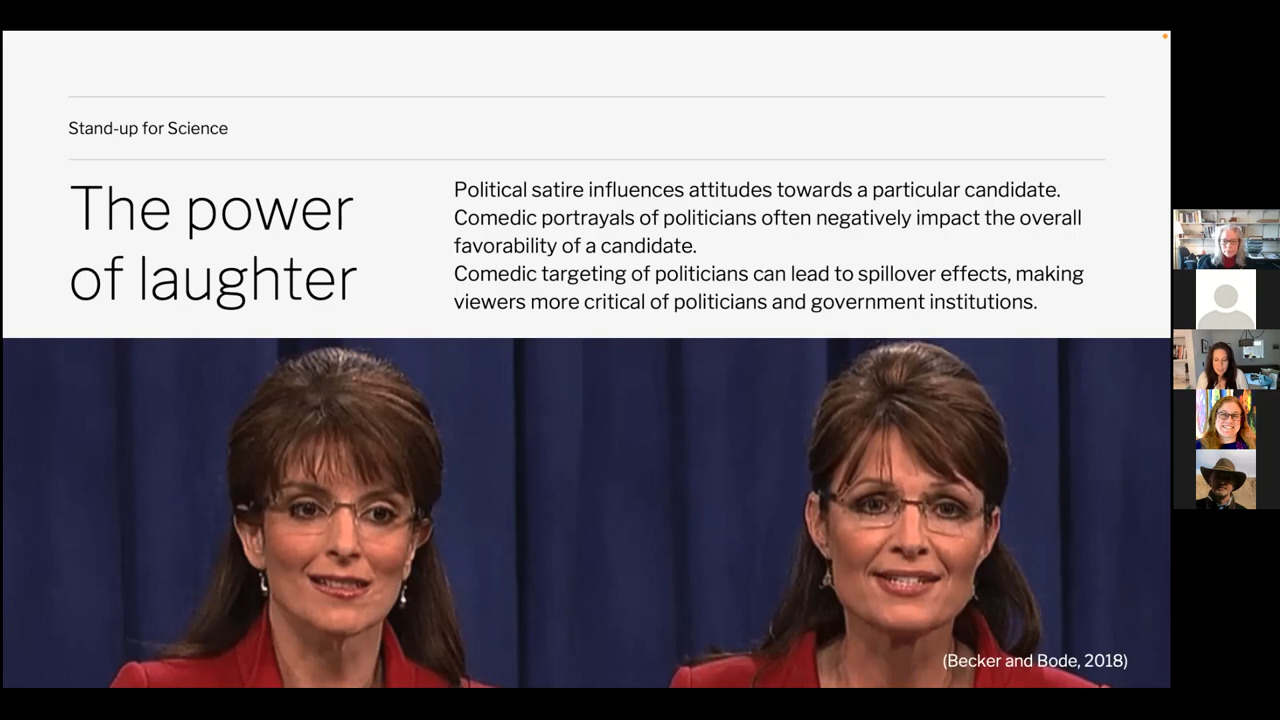 Stand-up for Science
The power
of laughter
Political satire influences attitudes towards a particular candidate.
Comedic portrayals of politicians often negatively impact the overall
favorability of a candidate.
Comedic targeting of politicians can lead to spillover effects, making
viewers more critical of politicians and government institutions.
(Becker and Bode, 2018)